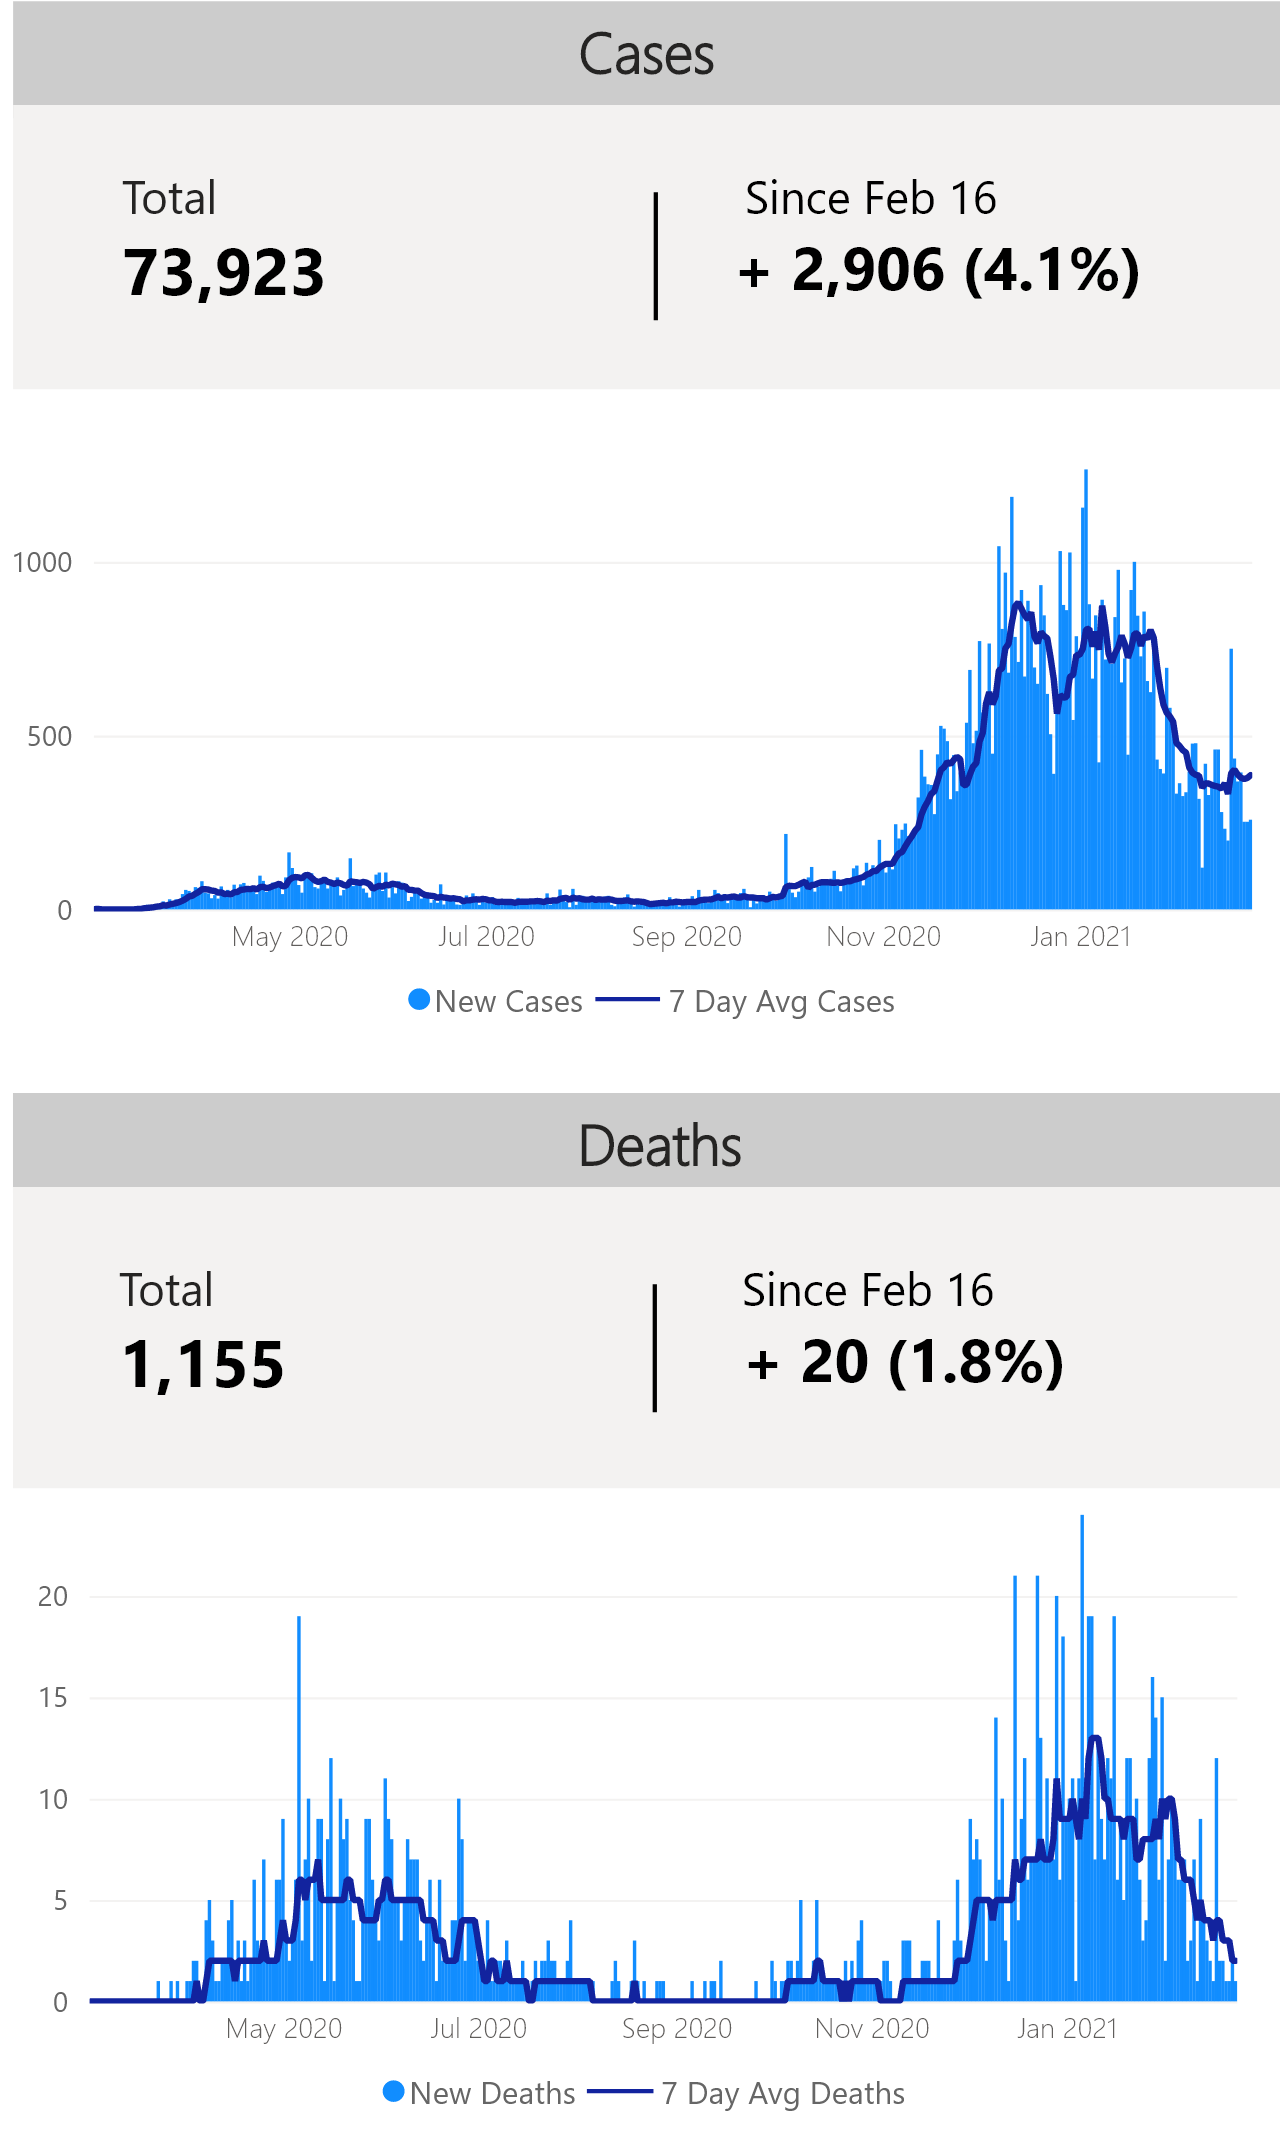 Cases
Total
Since Feb 16
73,923
+ 2,906 (4.1%)
1000
500
0
May 2020 Jul 2020 Sep 2020 Nov 2020 Jan 2021
New Cases 7 Day Avg Cases
Deaths
Total
Since Feb 16
1,155
+ 20 (1.8%)
20
15
10
5
0
May 2020 Jul 2020 Sep 2020 Nov 2020 Jan 2021
New Deaths 7 Day Avg Deaths